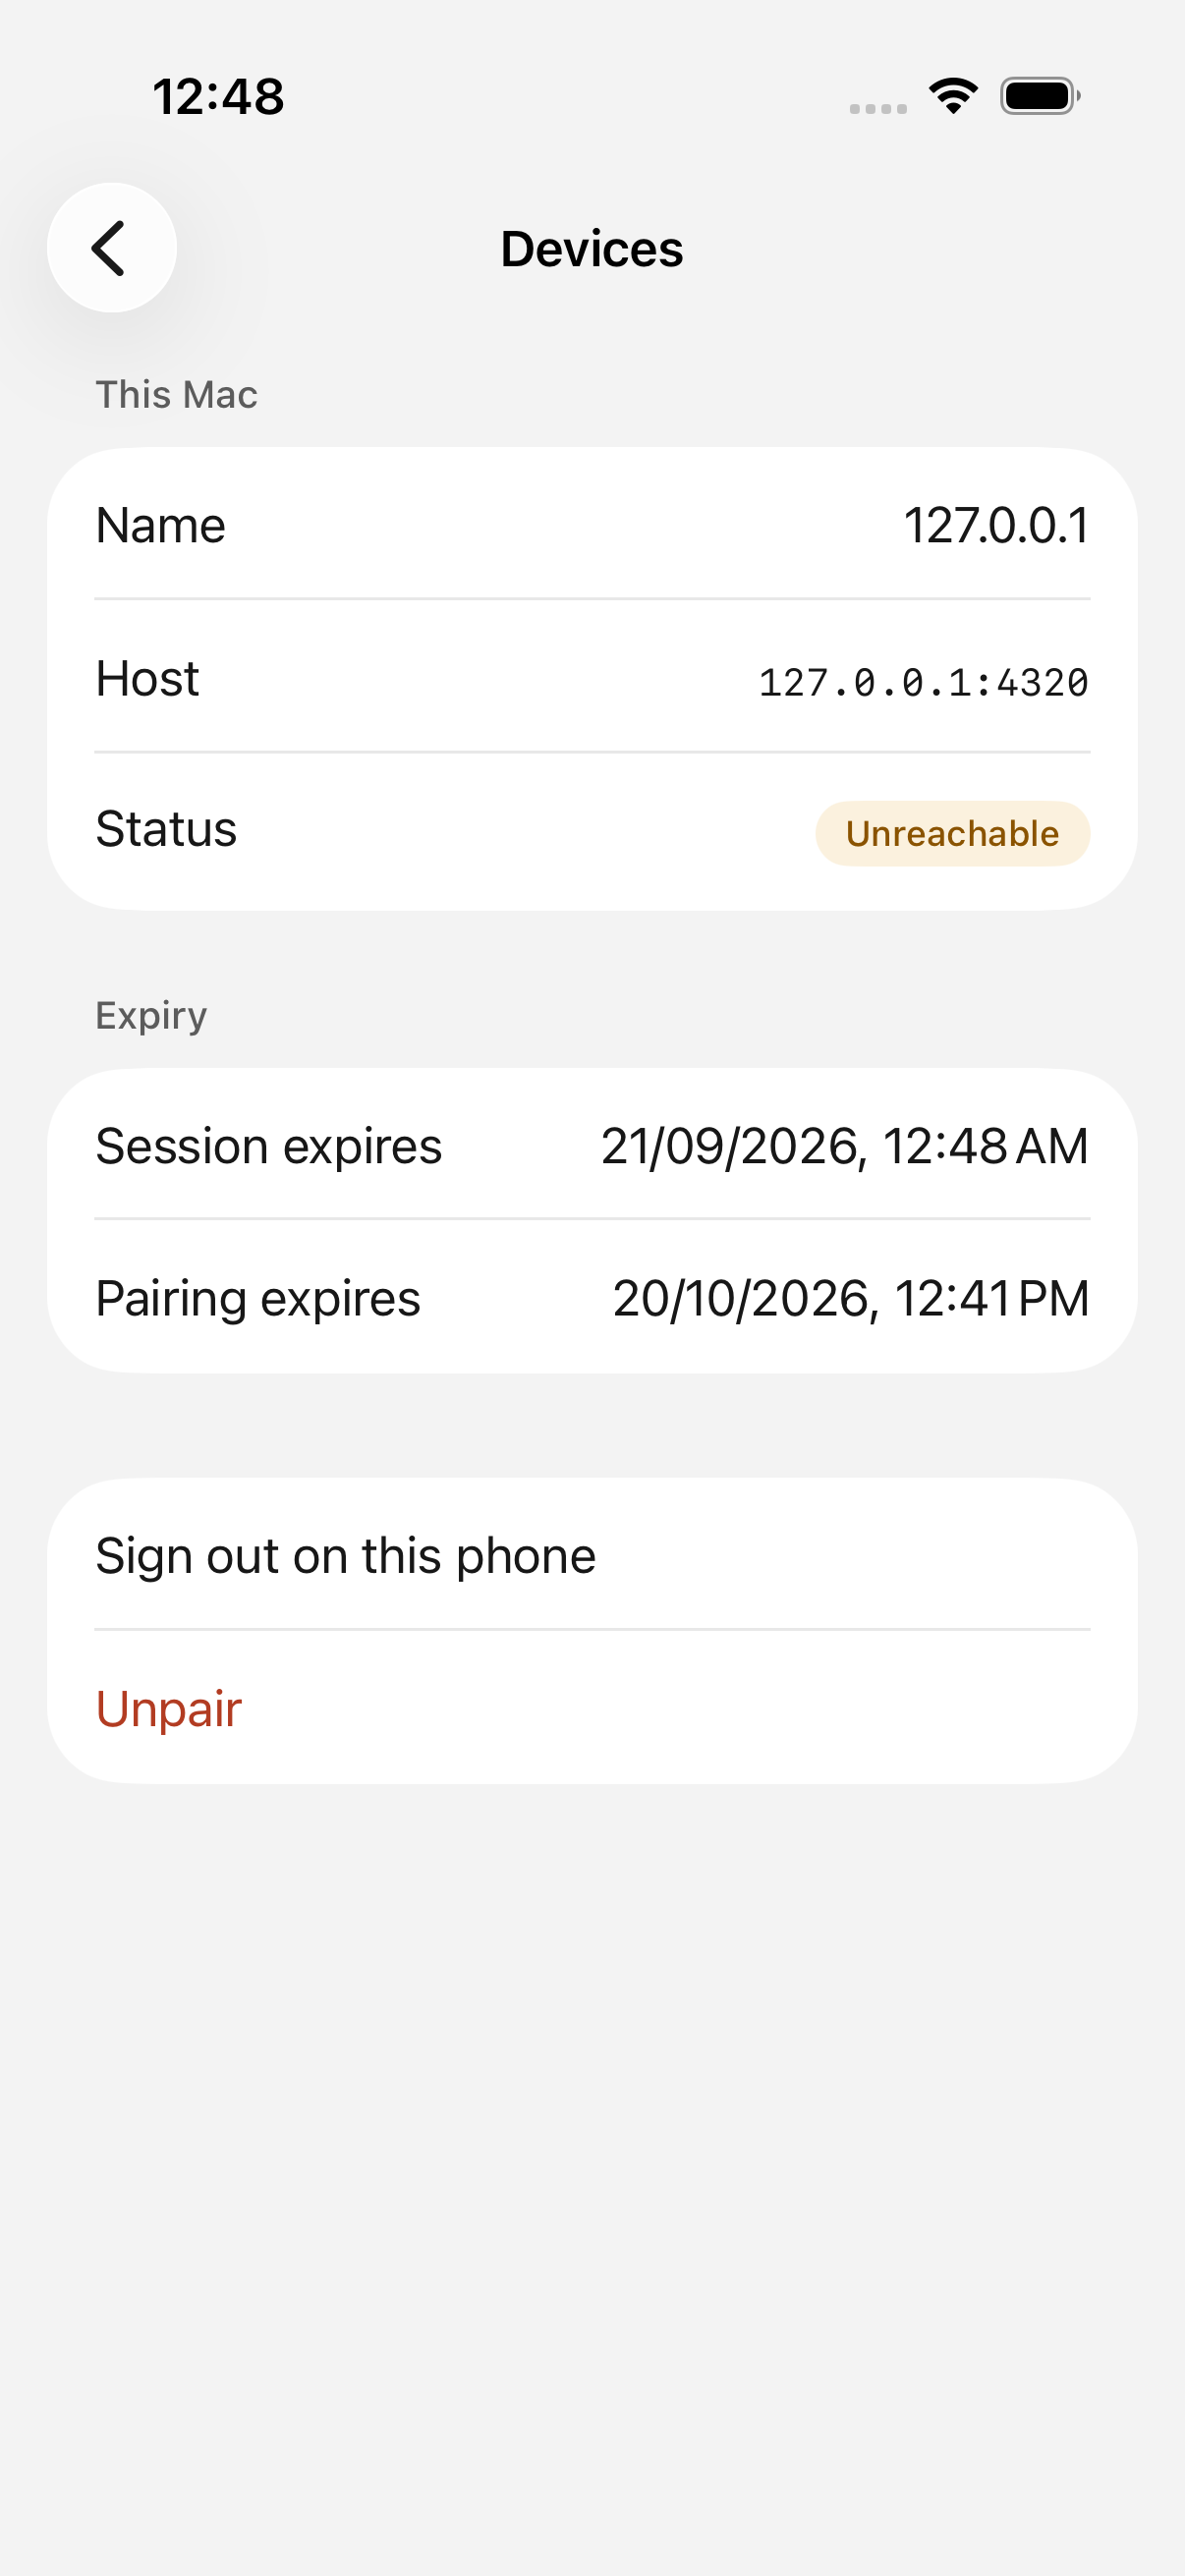 12:48
Devices
This Mac
Name 127.0.0.1
Host 127.0.0.1:4320
Status Unreachable
Expiry
Session expires 21/09/2026, 12:48 AM
Pairing expires 20/10/2026, 12:41 PM
Sign out on this phone
Unpair